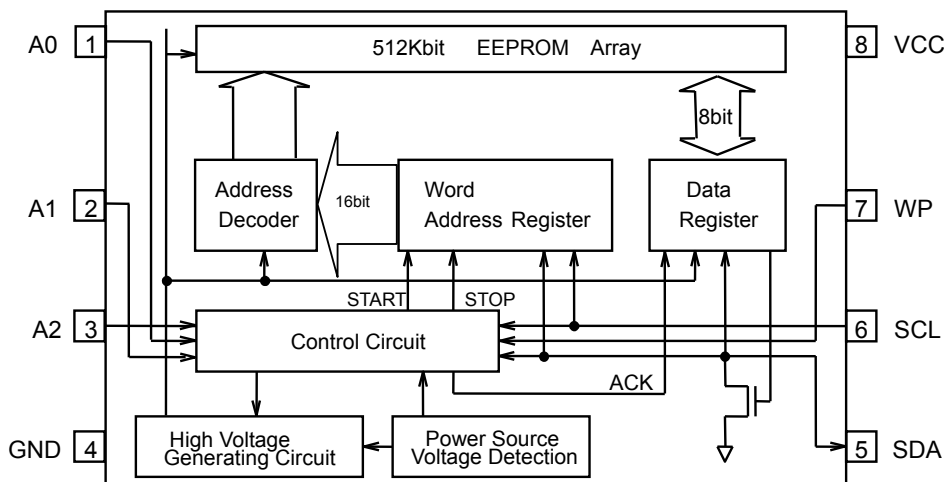 A0 1
512Kbit EEPROM Array
8 VCC
8bit
A1 2
Address
Decoder
16bit
Word
Address Register
Data
Register
7 WP
START
STOP
A2 3
Control Circuit
6 SCL
ACK
GND 4
High Voltage
Generating Circuit
Power Source
Voltage Detection
5 SDA